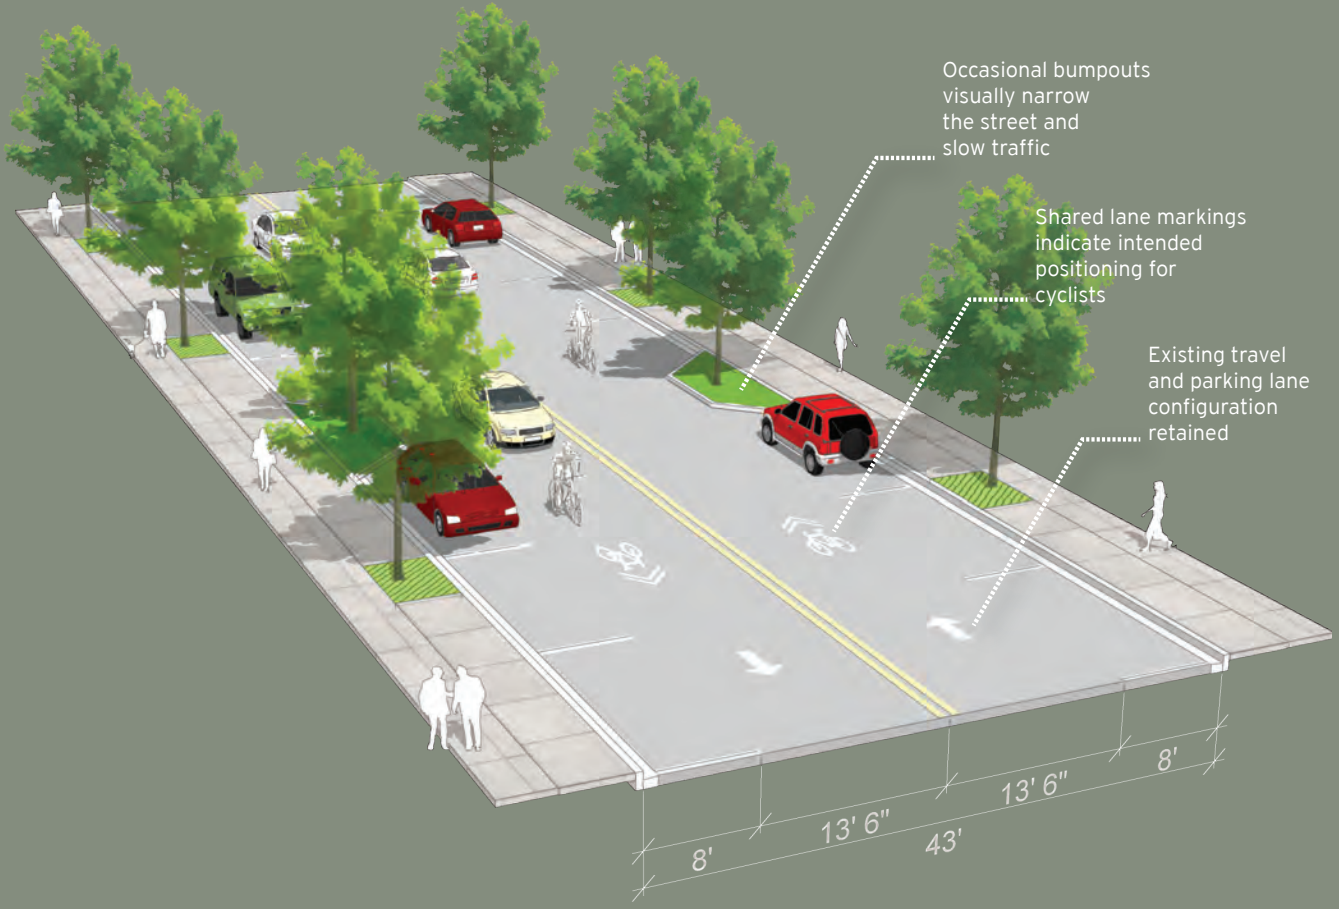 Occasional bumpouts
visually narrow
the street and
slow traffic
Shared lane markings
indicate intended
positioning for
cyclists
Existing travel
and parking lane
configuration
retained
8'
13' 6"
13' 6"
8'
43'